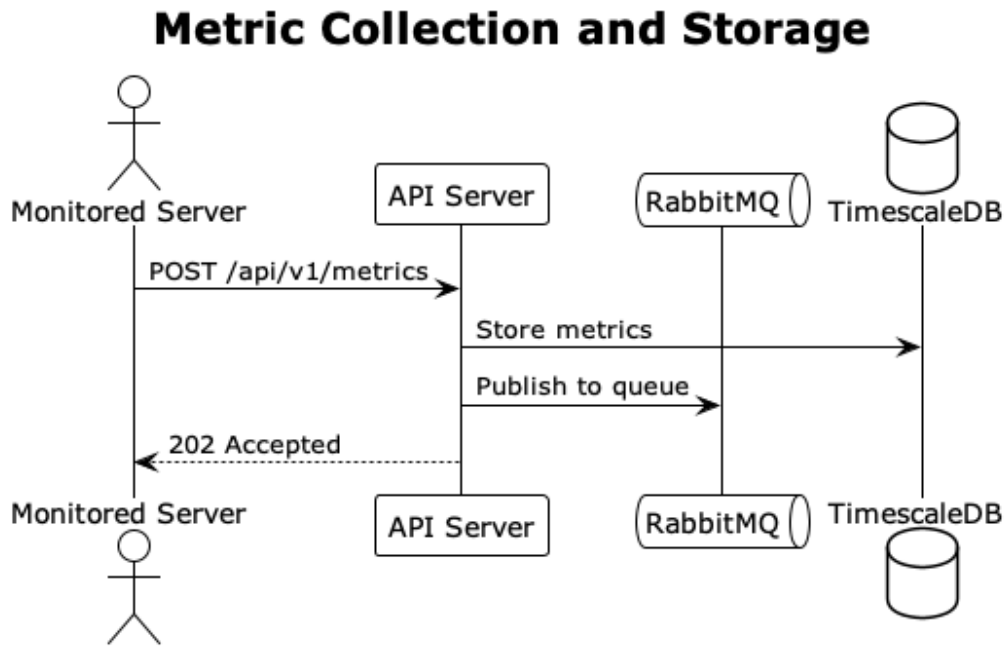 Metric Collection and Storage
Monitored Server
API Server
RabbitMQ
TimescaleDB
POST /api/v1/metrics
Store metrics
Publish to queue
202 Accepted
Monitored Server
API Server
RabbitMQ
TimescaleDB